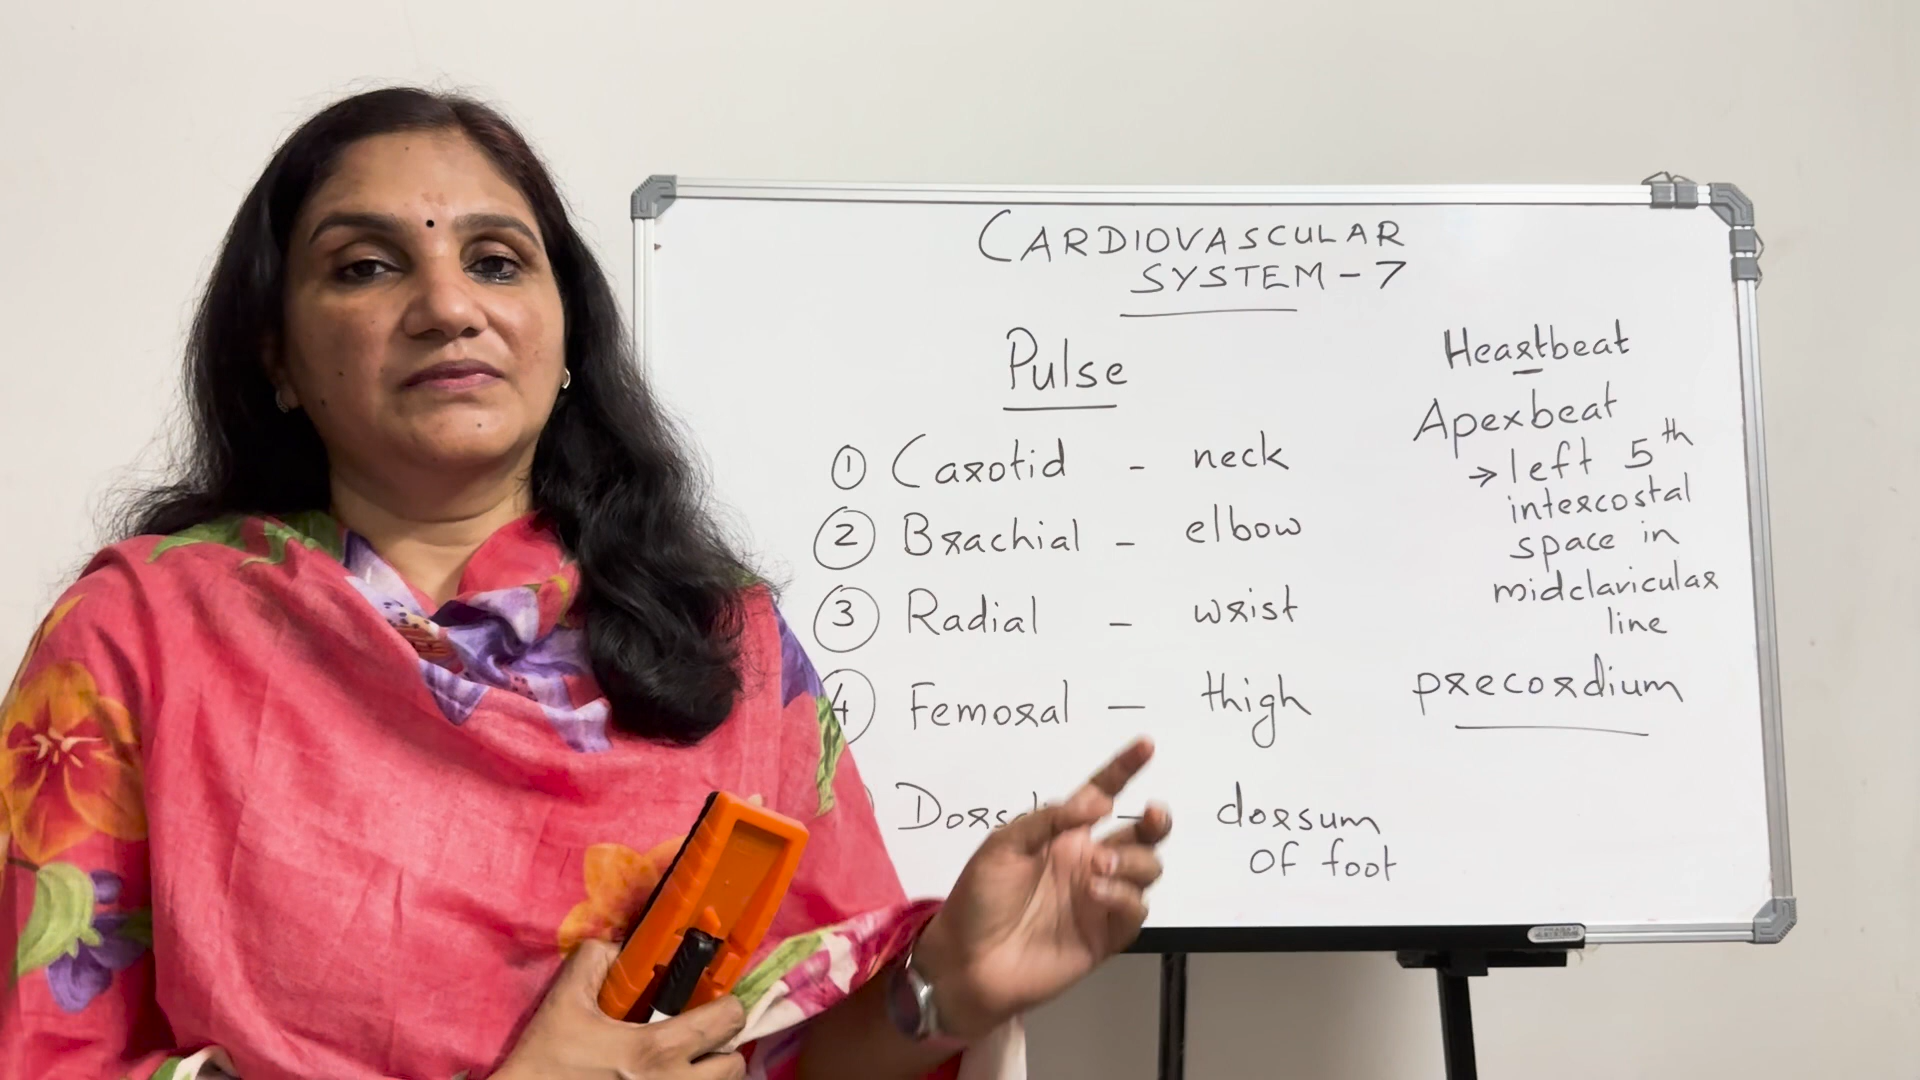 CARDIOVASCULAR
SYSTEM - 7
Pulse
① Carotid - neck
② Brachial - elbow
③ Radial - wrist
④ Femoral - thigh
- dorsum
of foot
Heartbeat
Apexbeat
→ left 5th
intercostal
space in
midclavicular
line
precordium